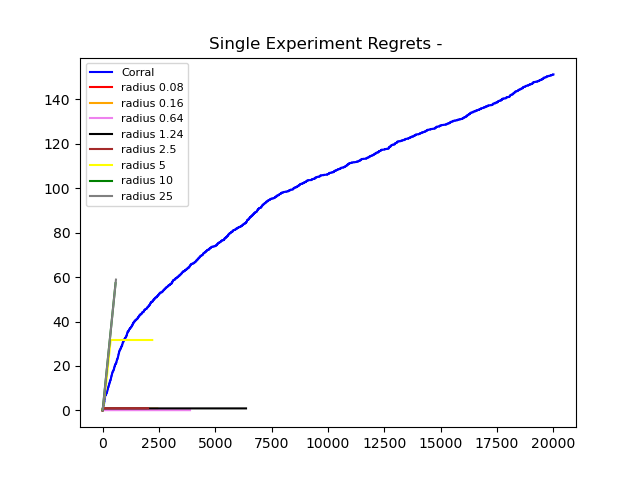 Single Experiment Regrets -
Corral
radius 0.08
radius 0.16
radius 0.64
radius 1.24
radius 2.5
radius 5
radius 10
radius 25
140
120
100
80
60
40
20
0
0 2500 5000 7500 10000 12500 15000 17500 20000